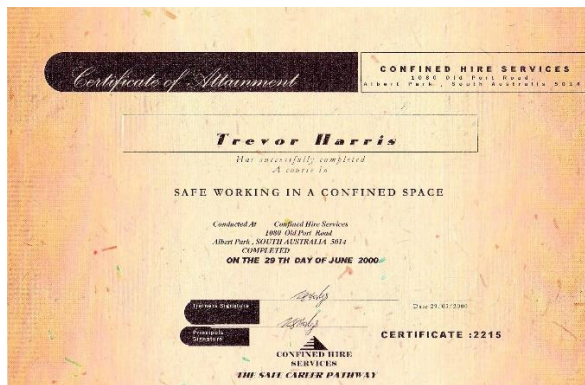 Certificate of Attainment
CONFINED HIRE SERVICES
1080 Old Port Road,
Albert Park, South Australia 5014
Trevor Harris
Has successfully completed
A course in
SAFE WORKING IN A CONFINED SPACE
Conducted At Confined Hire Services
1080 Old Port Road
Albert Park, SOUTH AUSTRALIA 5014
COMPLETED
ON THE 29 TH DAY OF JUNE 2000
Signature
Date 29/07/2000
Principals
Signature
CERTIFICATE :2215
CONFINED HIRE
SERVICES
THE SAFE CAREER PATHWAY